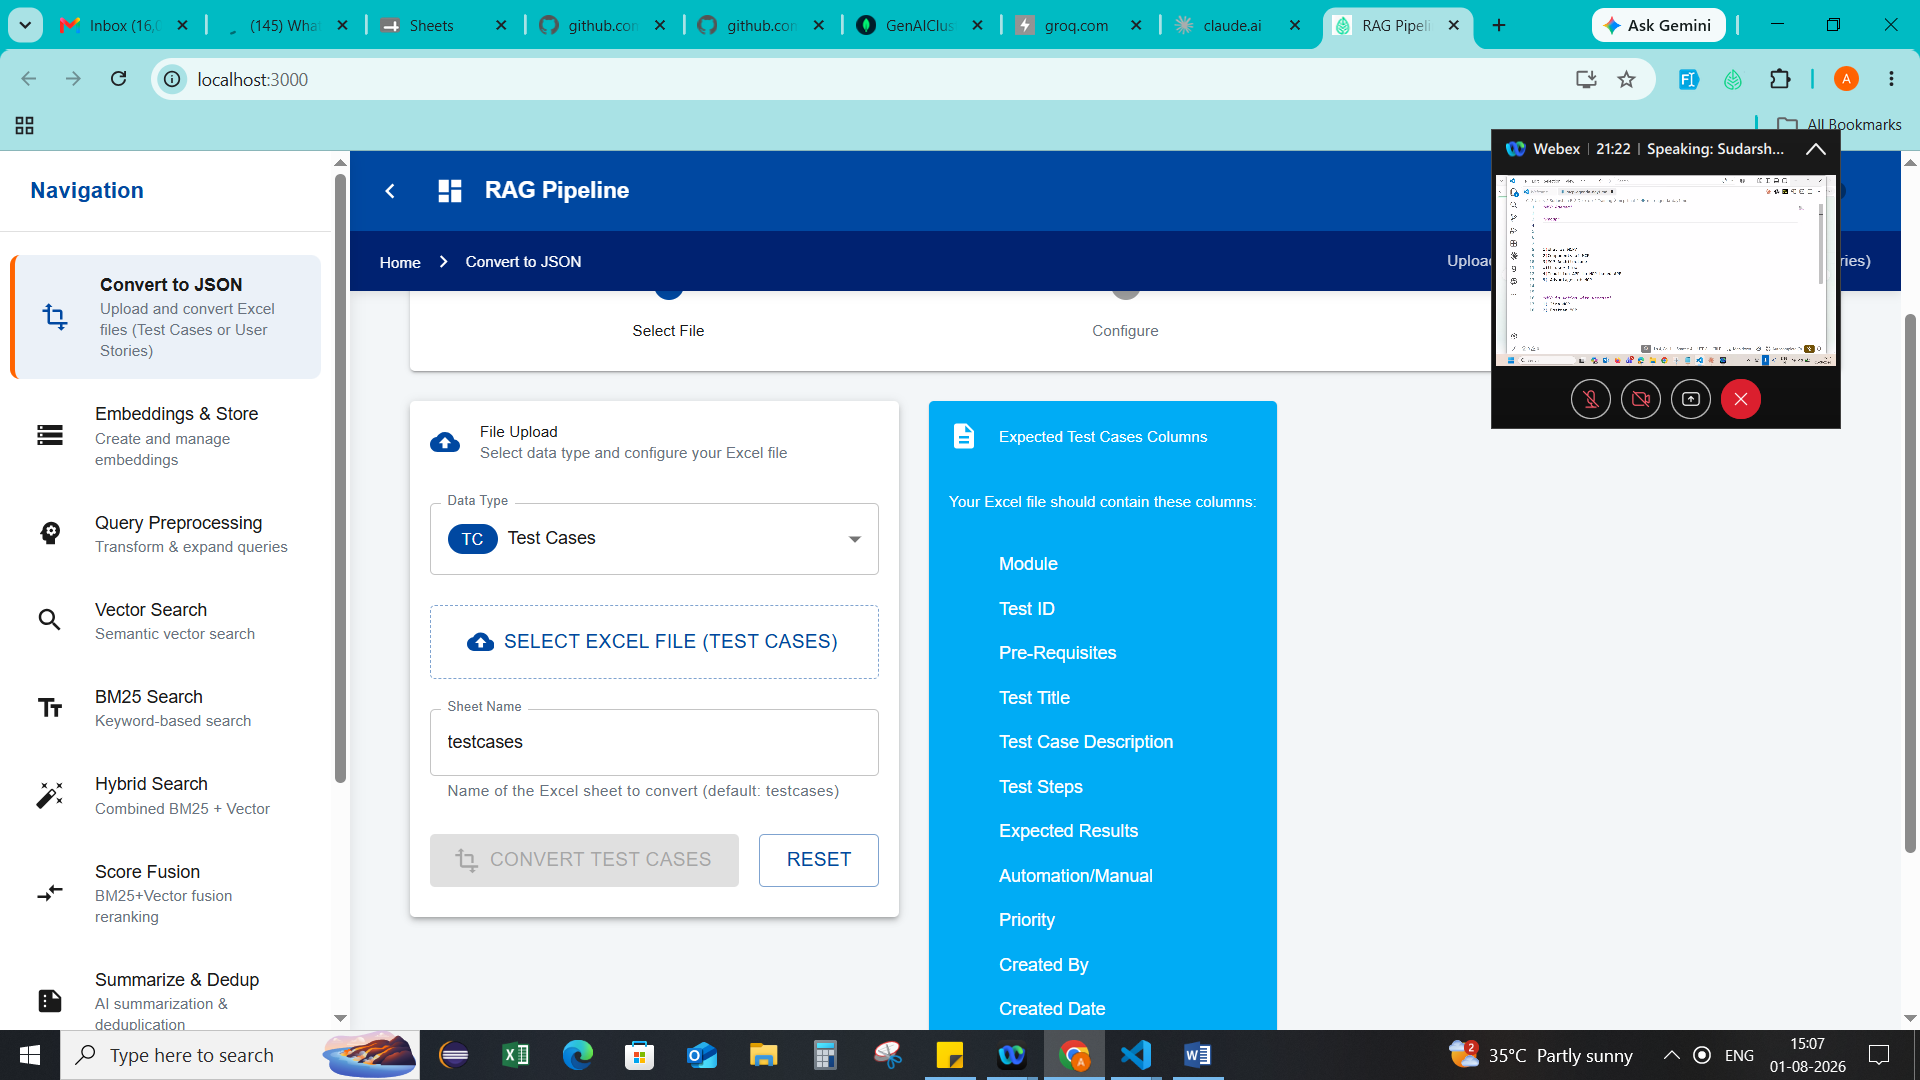 Inbox (16,0
(145) What
Sheets
github.con
github.con
GenAIClus
groq.com
claude.ai
RAG Pipeli
Ask Gemini
localhost:3000
A
All Bookmarks
Navigation
Convert to JSON
Upload and convert Excel
files (Test Cases or User
Stories)
Embeddings & Store
Create and manage
embeddings
Query Preprocessing
Transform & expand queries
Vector Search
Semantic vector search
BM25 Search
Keyword-based search
Hybrid Search
Combined BM25 + Vector
Score Fusion
BM25+Vector fusion
reranking
Summarize & Dedup
AI summarization &
deduplication
RAG Pipeline
Home
Convert to JSON
Upload
ries)
Select File
Configure
File Upload
Select data type and configure your Excel file
Data Type
TC Test Cases
SELECT EXCEL FILE (TEST CASES)
Sheet Name
testcases
Name of the Excel sheet to convert (default: testcases)
CONVERT TEST CASES
RESET
Expected Test Cases Columns
Your Excel file should contain these columns:
Module
Test ID
Pre-Requisites
Test Title
Test Case Description
Test Steps
Expected Results
Automation/Manual
Priority
Created By
Created Date
Webex | 21:22 | Speaking: Sudarsh...
Type here to search
2
35°C Partly sunny
ENG
15:07
01-08-2026